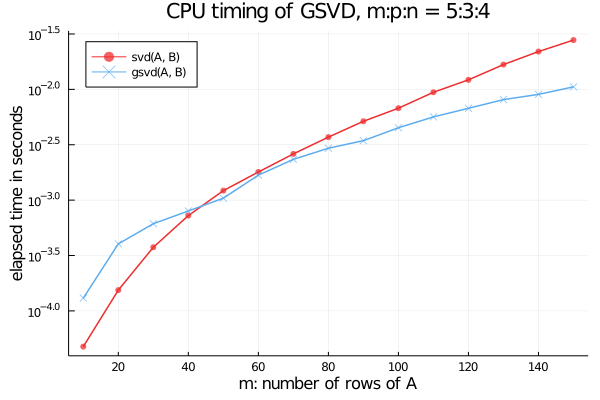 CPU timing of GSVD, m:p:n = 5:3:4
svd(A, B)
gsvd(A, B)
elapsed time in seconds
10^-1.5
10^-2.0
10^-2.5
10^-3.0
10^-3.5
10^-4.0
20 40 60 80 100 120 140
m: number of rows of A